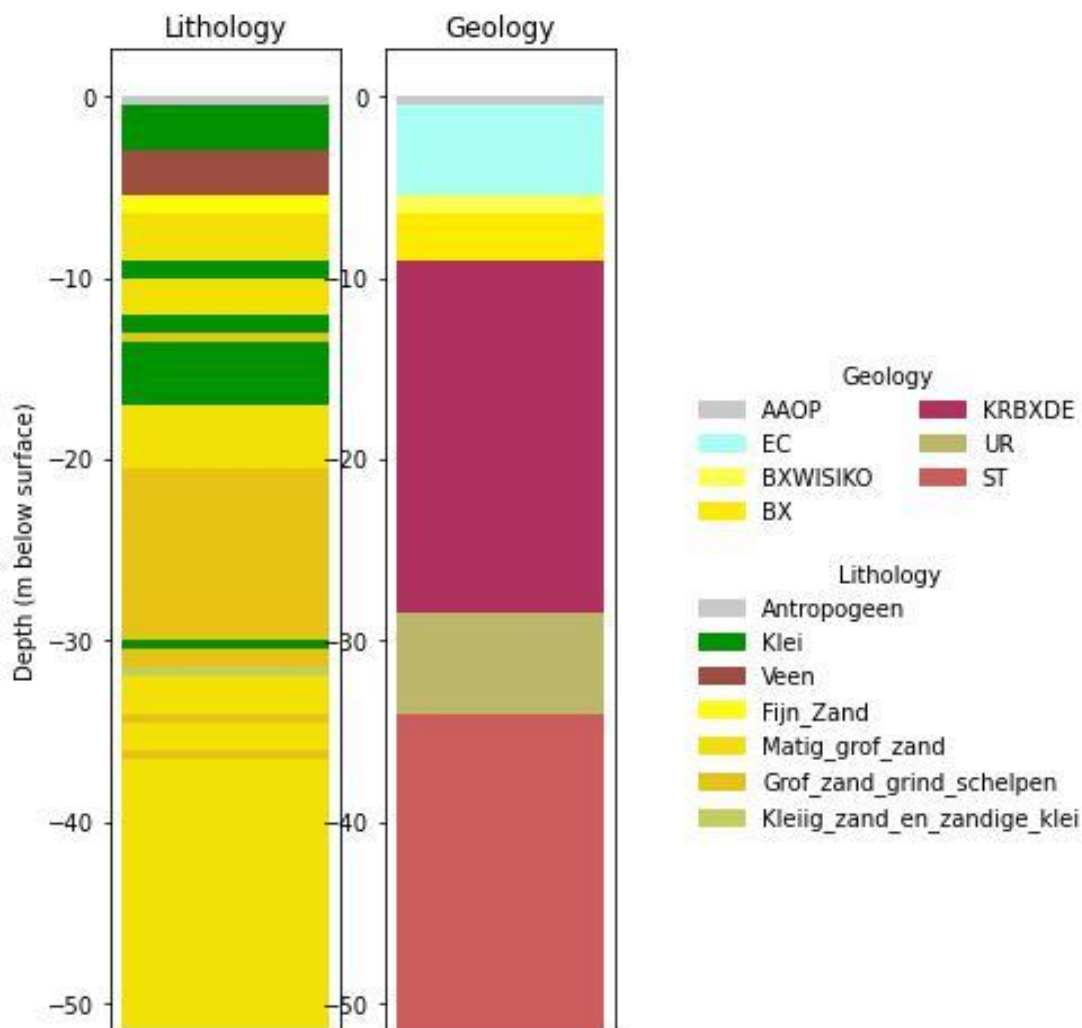 Lithology
Geology
0
0
−10
−10
−20
−20
−30
−30
−40
−40
−50
−50
Depth (m below surface)
Geology
AAOP
KRBXDE
EC
UR
BXWISIKO
ST
BX
Lithology
Antropogeen
Klei
Veen
Fijn_Zand
Matig_grof_zand
Grof_zand_grind_schelpen
Kleiig_zand_en_zandige_klei